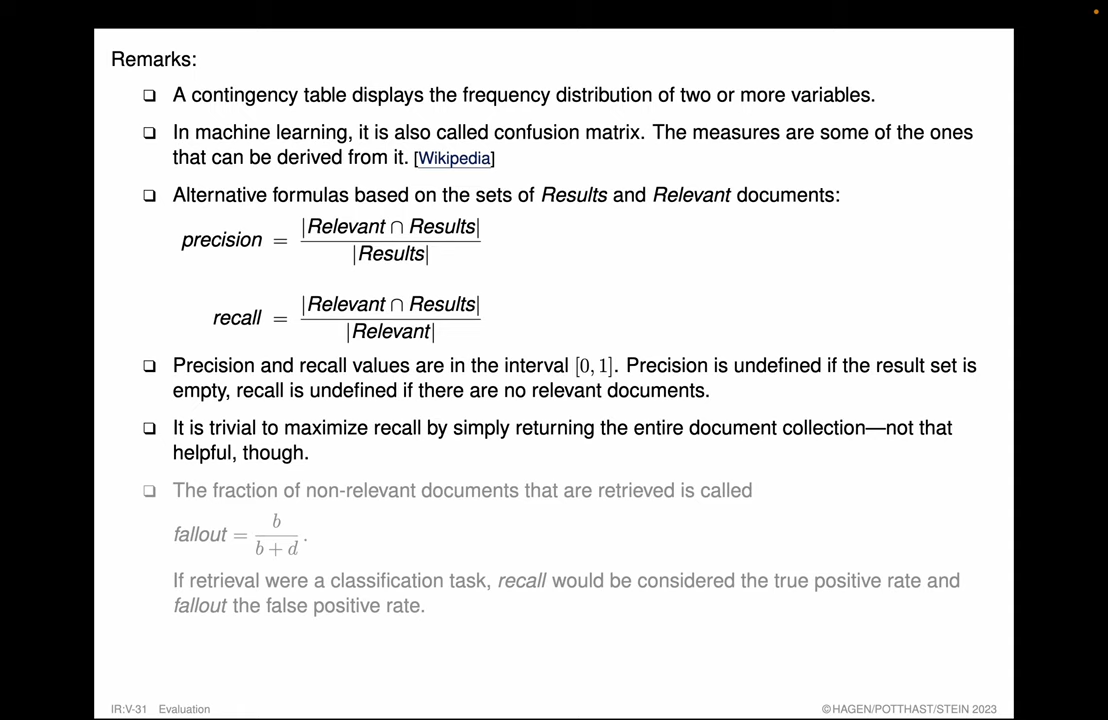 Remarks:
❑ A contingency table displays the frequency distribution of two or more variables.
❑ In machine learning, it is also called confusion matrix. The measures are some of the ones
that can be derived from it. [Wikipedia]
❑ Alternative formulas based on the sets of Results and Relevant documents:
precision = |Relevant ∩ Results| / |Results|
recall = |Relevant ∩ Results| / |Relevant|
❑ Precision and recall values are in the interval [0, 1]. Precision is undefined if the result set is
empty, recall is undefined if there are no relevant documents.
❑ It is trivial to maximize recall by simply returning the entire document collection—not that
helpful, though.
❑ The fraction of non-relevant documents that are retrieved is called
fallout = b / (b + d).
If retrieval were a classification task, recall would be considered the true positive rate and
fallout the false positive rate.
IR:V-31 Evaluation
©HAGEN/POTTHAST/STEIN 2023